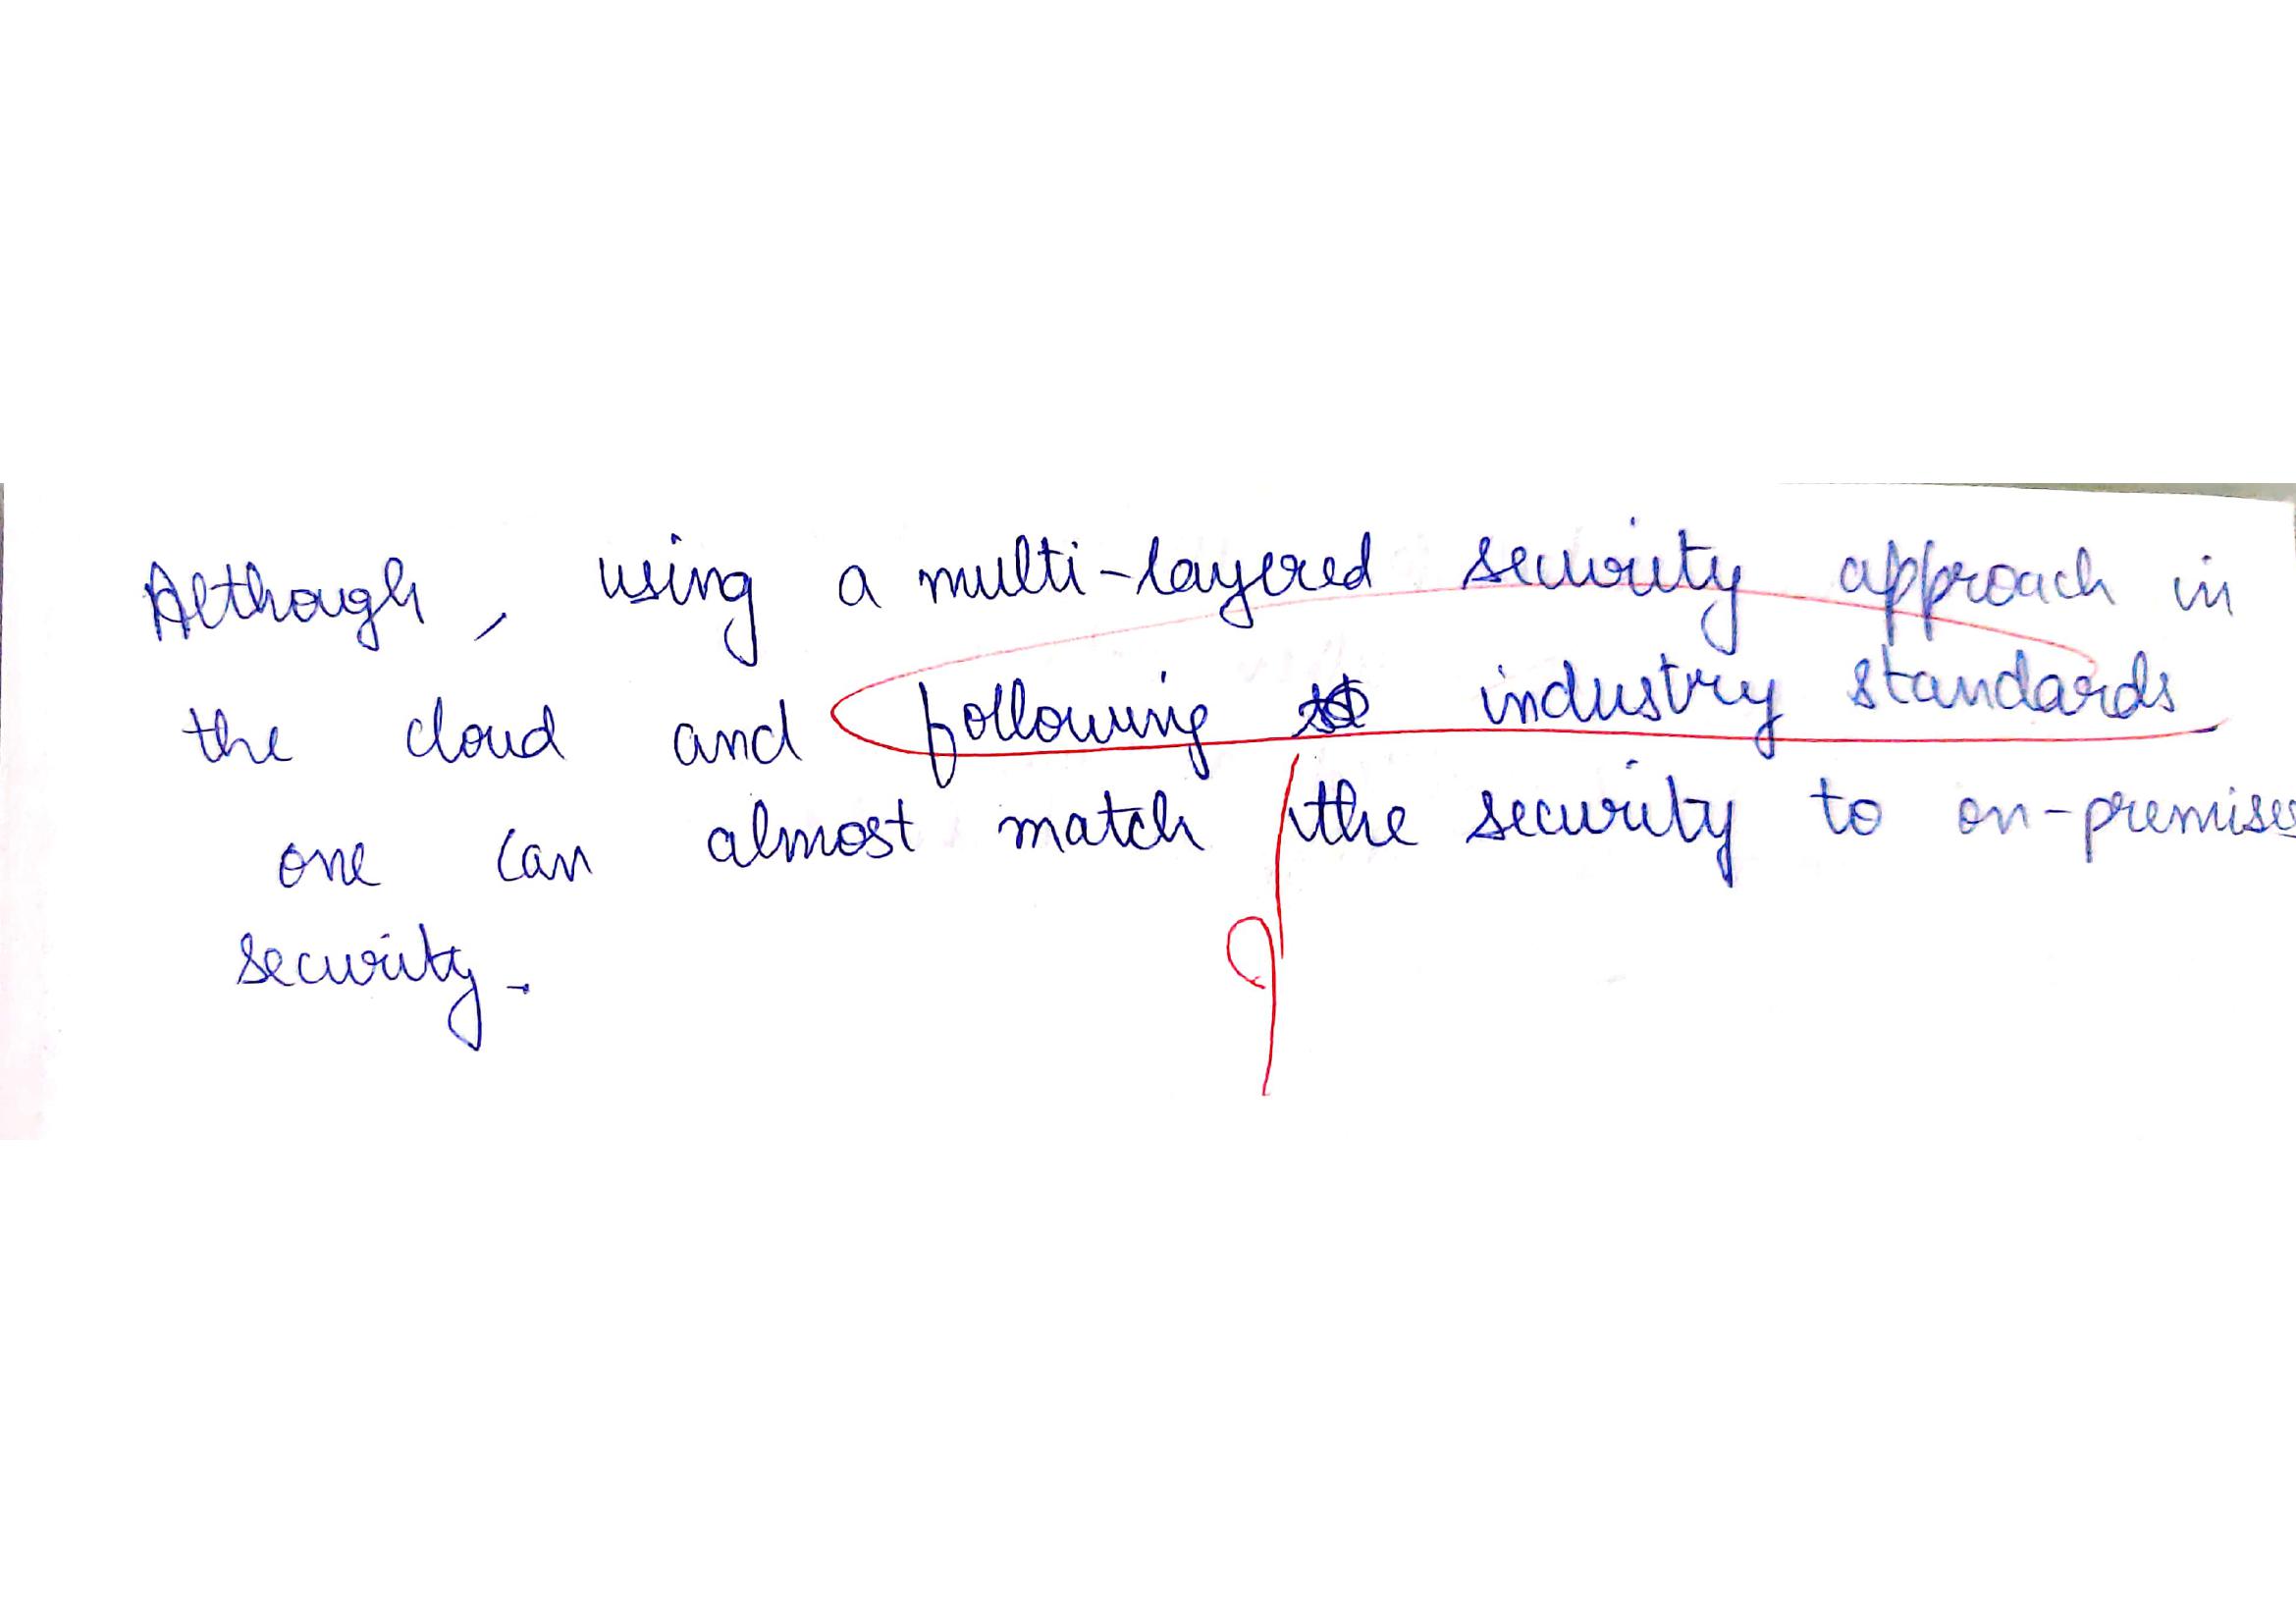 Although, using a multi-layered security approach in
the cloud and following industry standards
one can almost match the security to on-premises
security.